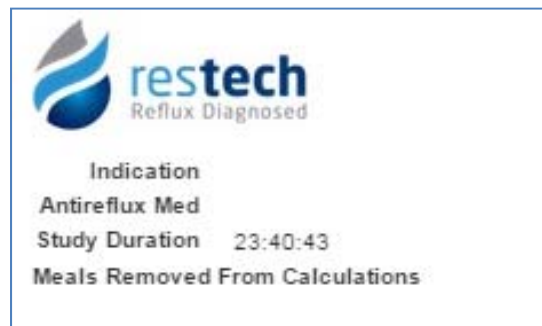 restech
Reflux Diagnosed
Indication
Antireflux Med
Study Duration 23:40:43
Meals Removed From Calculations